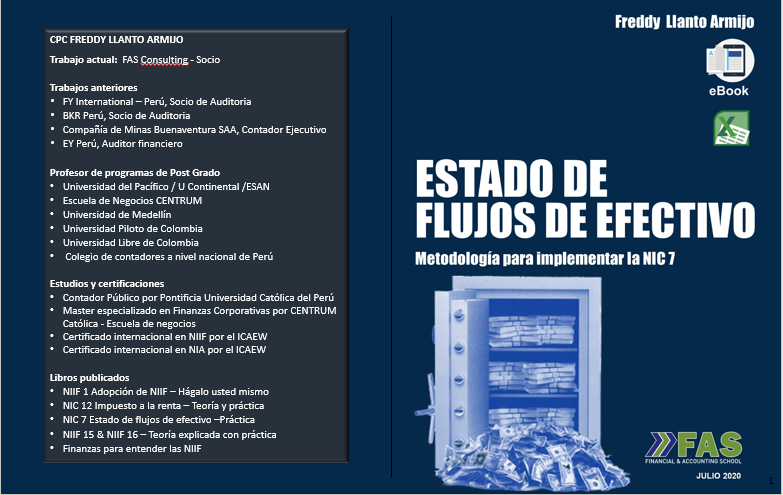 CPC FREDDY LLANTO ARMIJO
Trabajo actual: FAS Consulting - Socio
Trabajos anteriores
• FY International – Perú, Socio de Auditoria
• BKR Perú, Socio de Auditoria
• Compañía de Minas Buenaventura SAA, Contador Ejecutivo
• EY Perú, Auditor financiero
Profesor de programas de Post Grado
• Universidad del Pacífico / U Continental /ESAN
• Escuela de Negocios CENTRUM
• Universidad de Medellín
• Universidad Piloto de Colombia
• Universidad Libre de Colombia
• Colegio de contadores a nivel nacional de Perú
Estudios y certificaciones
• Contador Público por Pontificia Universidad Católica del Perú
• Master especializado en Finanzas Corporativas por CENTRUM
Católica - Escuela de negocios
• Certificado internacional en NIIF por el ICAEW
• Certificado internacional en NIA por el ICAEW
Libros publicados
• NIIF 1 Adopción de NIIF – Hágalo usted mismo
• NIC 12 Impuesto a la renta – Teoría y práctica
• NIC 7 Estado de flujos de efectivo –Práctica
• NIIF 15 & NIIF 16 – Teoría explicada con práctica
• Finanzas para entender las NIIF
Freddy Llanto Armijo
eBook
X
ESTADO DE
FLUJOS DE EFECTIVO
Metodología para implementar la NIC 7
FAS
FINANCIAL & ACCOUNTING SCHOOL
JULIO 2020
1